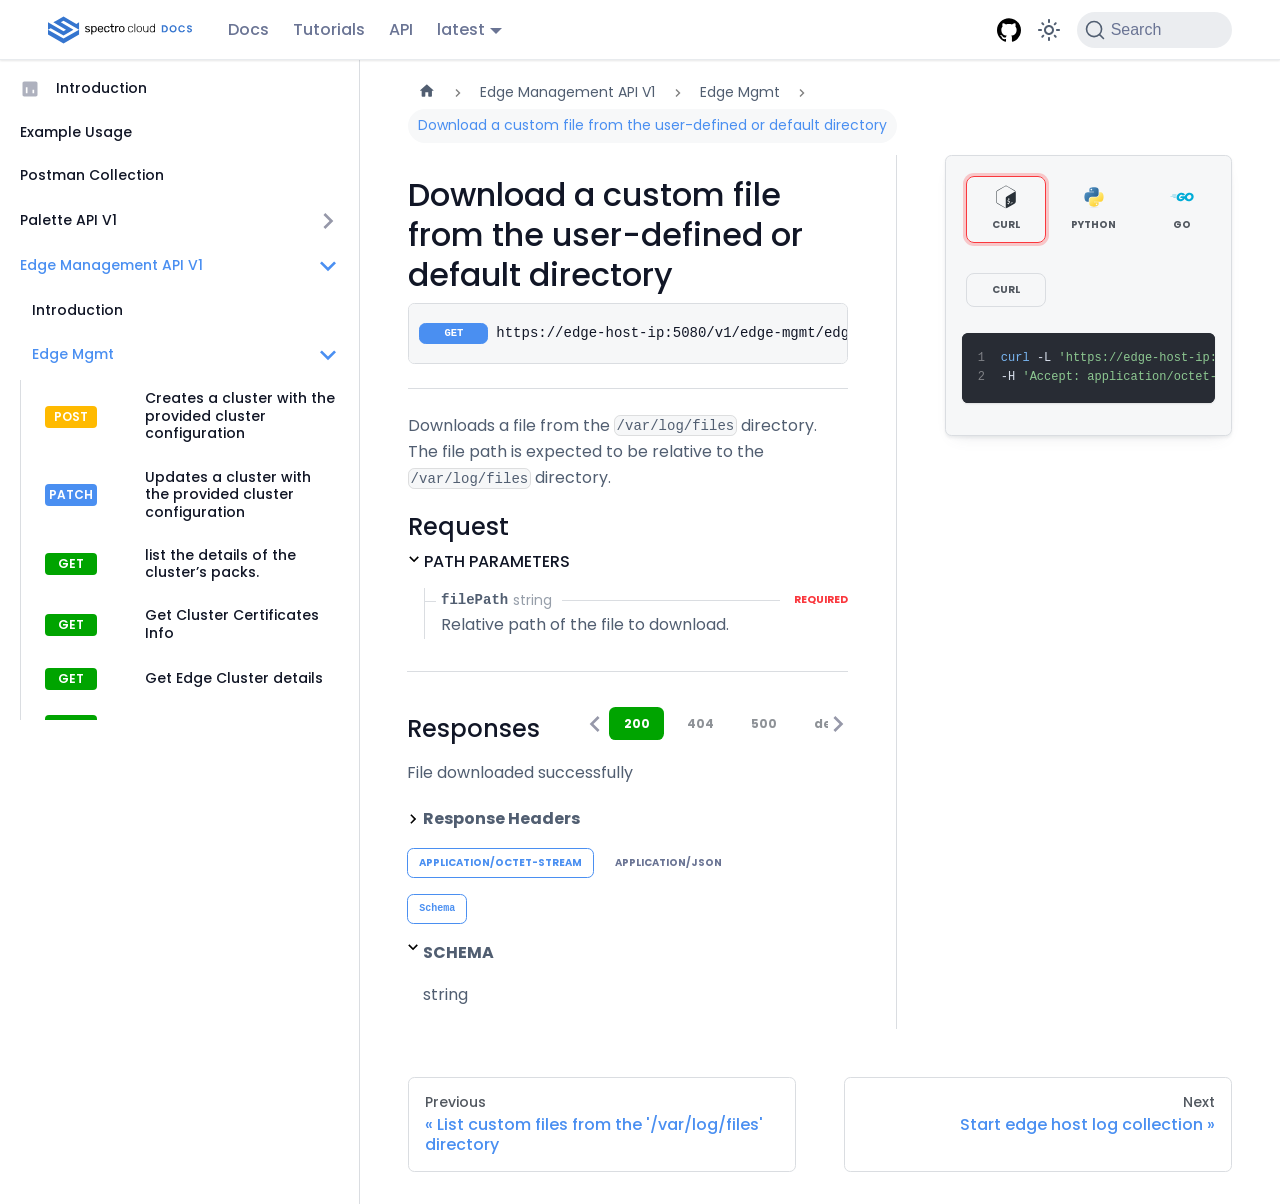 spectro cloud DOCS
Docs
Tutorials
API
latest
Search
Introduction
Example Usage
Postman Collection
Palette API V1
Edge Management API V1
Introduction
Edge Mgmt
POST
Creates a cluster with the
provided cluster
configuration
PATCH
Updates a cluster with
the provided cluster
configuration
GET
list the details of the
cluster’s packs.
GET
Get Cluster Certificates
Info
GET
Get Edge Cluster details
Edge Management API V1
Edge Mgmt
Download a custom file from the user-defined or default directory
Download a custom file
from the user-defined or
default directory
GET https://edge-host-ip:5080/v1/edge-mgmt/edg
Downloads a file from the /var/log/files directory.
The file path is expected to be relative to the
/var/log/files directory.
Request
PATH PARAMETERS
filePath string REQUIRED
Relative path of the file to download.
Responses
200
404
500
de
File downloaded successfully
Response Headers
APPLICATION/OCTET-STREAM
APPLICATION/JSON
Schema
SCHEMA
string
CURL
PYTHON
GO
CURL
1 curl -L 'https://edge-host-ip:
2 -H 'Accept: application/octet-
Previous
« List custom files from the '/var/log/files'
directory
Next
Start edge host log collection »